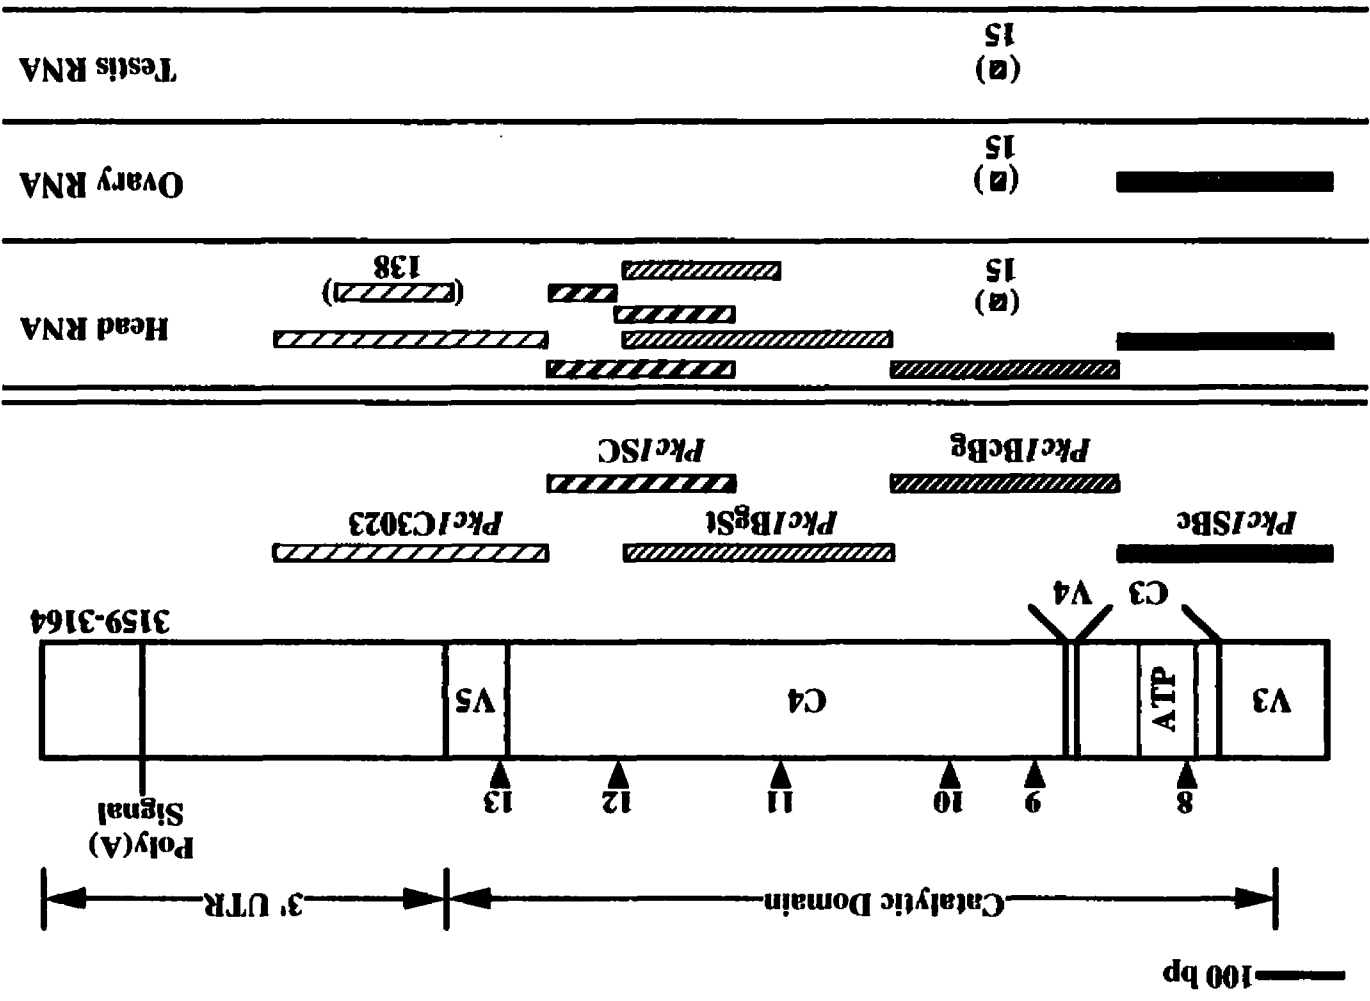 100 bp
Catalytic Domain
3' UTR
Poly(A)
Signal
8
9
10
11
12
13
V3
ATP
C4
V5
C3
V4
3159-3164
Pkc1SBc
Pkc1BgSt
Pkc1C3023
Pkc1BcBg
Pkc1SC
Head RNA
(
)
15
(
)
138
Ovary RNA
(
)
15
Testis RNA
(
)
15